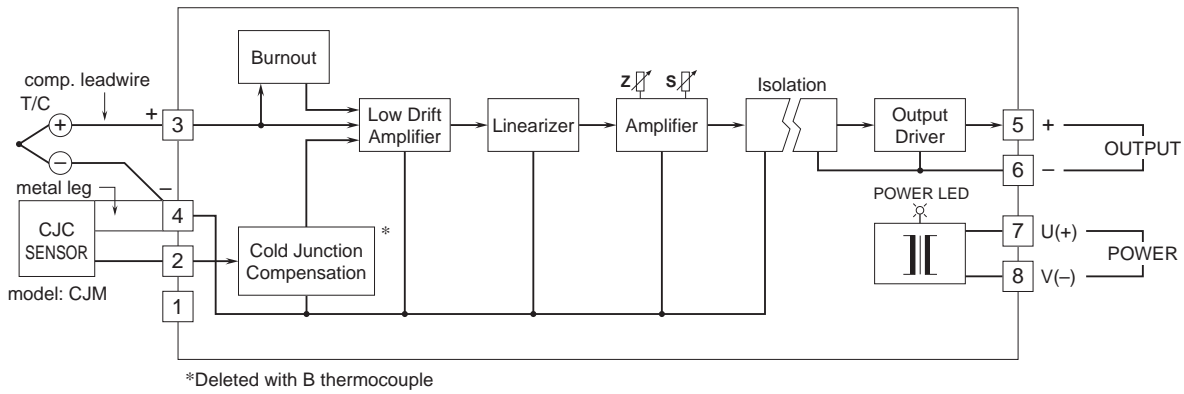 Burnout
comp. leadwire
T/C
+
+
3
−
−
metal leg
4
CJC
SENSOR
2
model: CJM
1
Low Drift
Amplifier
Linearizer
Z
S
Amplifier
Isolation
Output
Driver
5
+
OUTPUT
6
−
Cold Junction
Compensation
*
POWER LED
7
U(+)
POWER
8
V(–)
*Deleted with B thermocouple